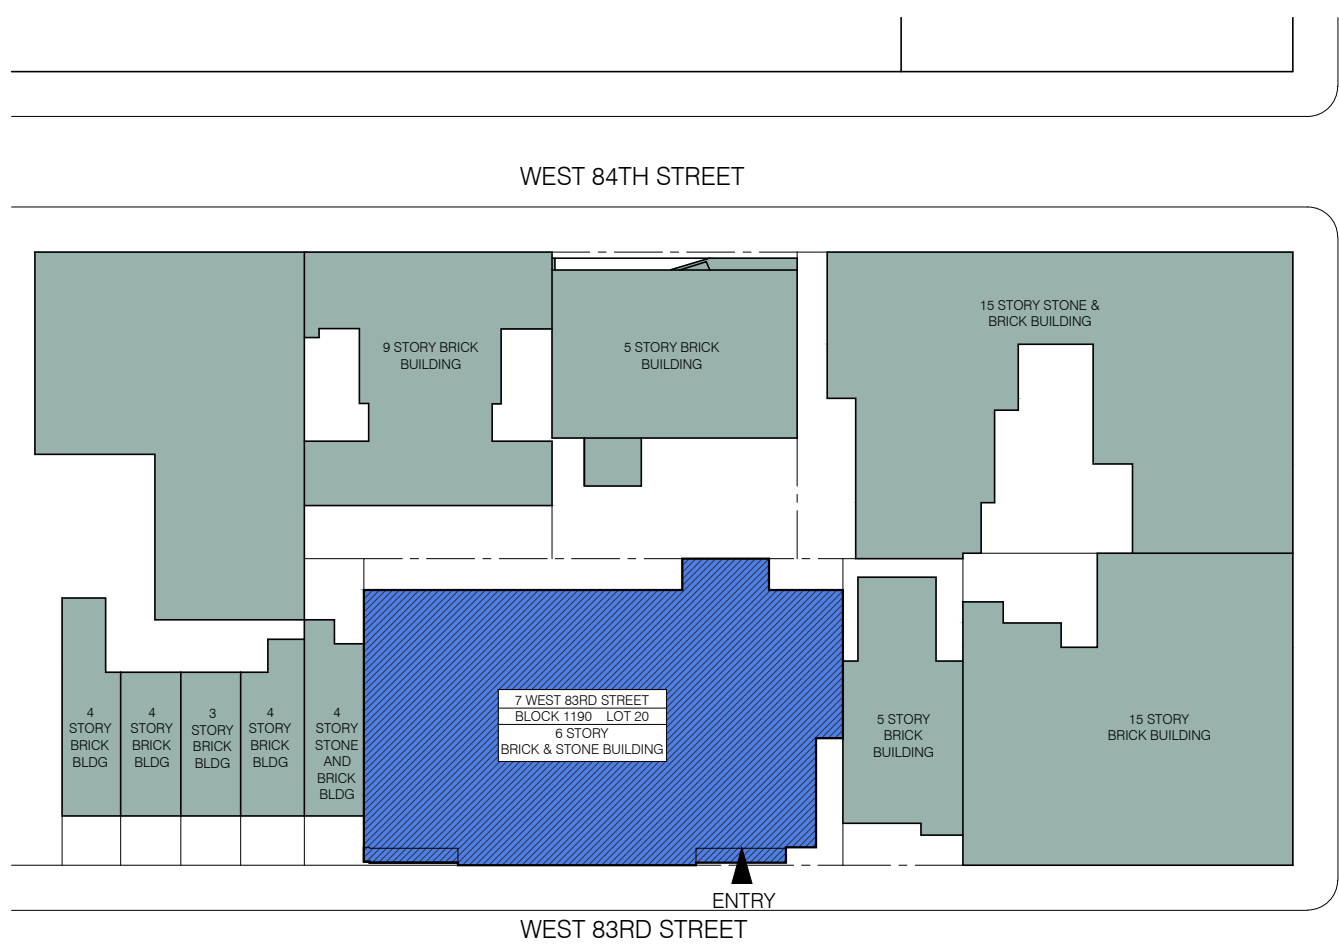 WEST 84TH STREET
15 STORY STONE &
BRICK BUILDING
9 STORY BRICK
BUILDING
5 STORY BRICK
BUILDING
4
STORY
BRICK
BLDG
4
STORY
BRICK
BLDG
3
STORY
BRICK
BLDG
4
STORY
BRICK
BLDG
4
STORY
STONE
AND
BRICK
BLDG
7 WEST 83RD STREET
BLOCK 1190 LOT 20
6 STORY
BRICK & STONE BUILDING
5 STORY
BRICK
BUILDING
15 STORY
BRICK BUILDING
ENTRY
WEST 83RD STREET